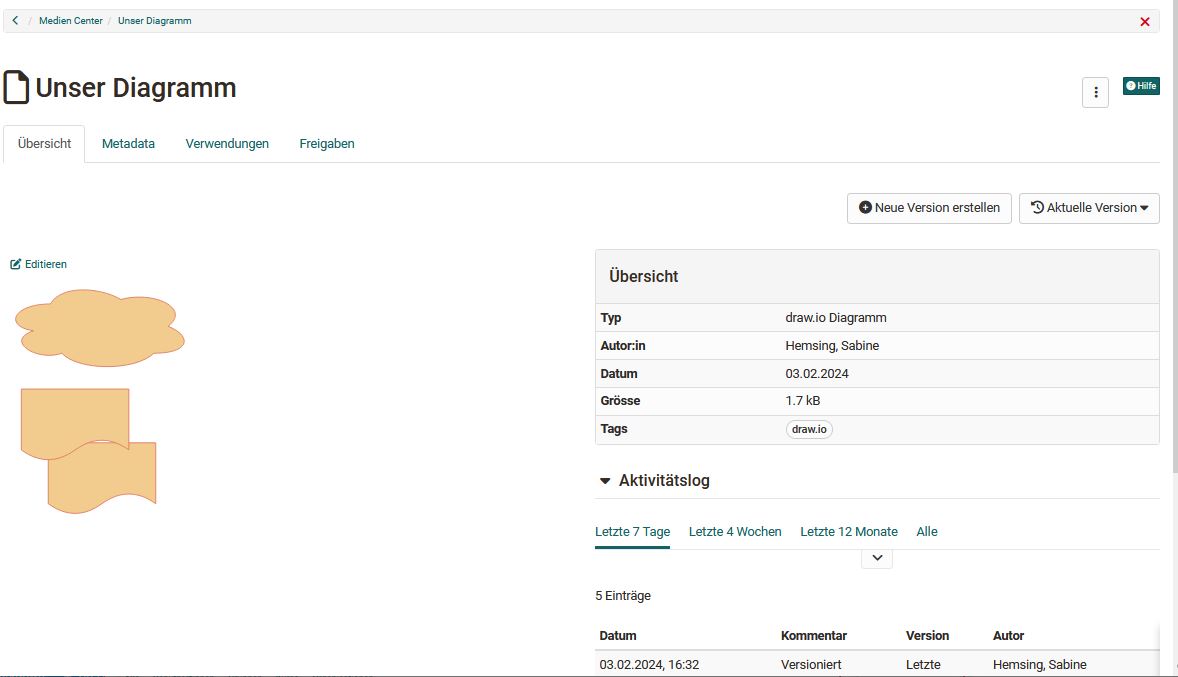 Medien Center / Unser Diagramm
Unser Diagramm
Hilfe
Übersicht Metadata Verwendungen Freigaben
Neue Version erstellen Aktuelle Version
Editieren
Übersicht
Typ draw.io Diagramm
Autor:in Hemsing, Sabine
Datum 03.02.2024
Grösse 1.7 kB
Tags draw.io
Aktivitätslog
Letzte 7 Tage Letzte 4 Wochen Letzte 12 Monate Alle
5 Einträge
Datum Kommentar Version Autor
03.02.2024, 16:32 Versioniert Letzte Hemsing, Sabine